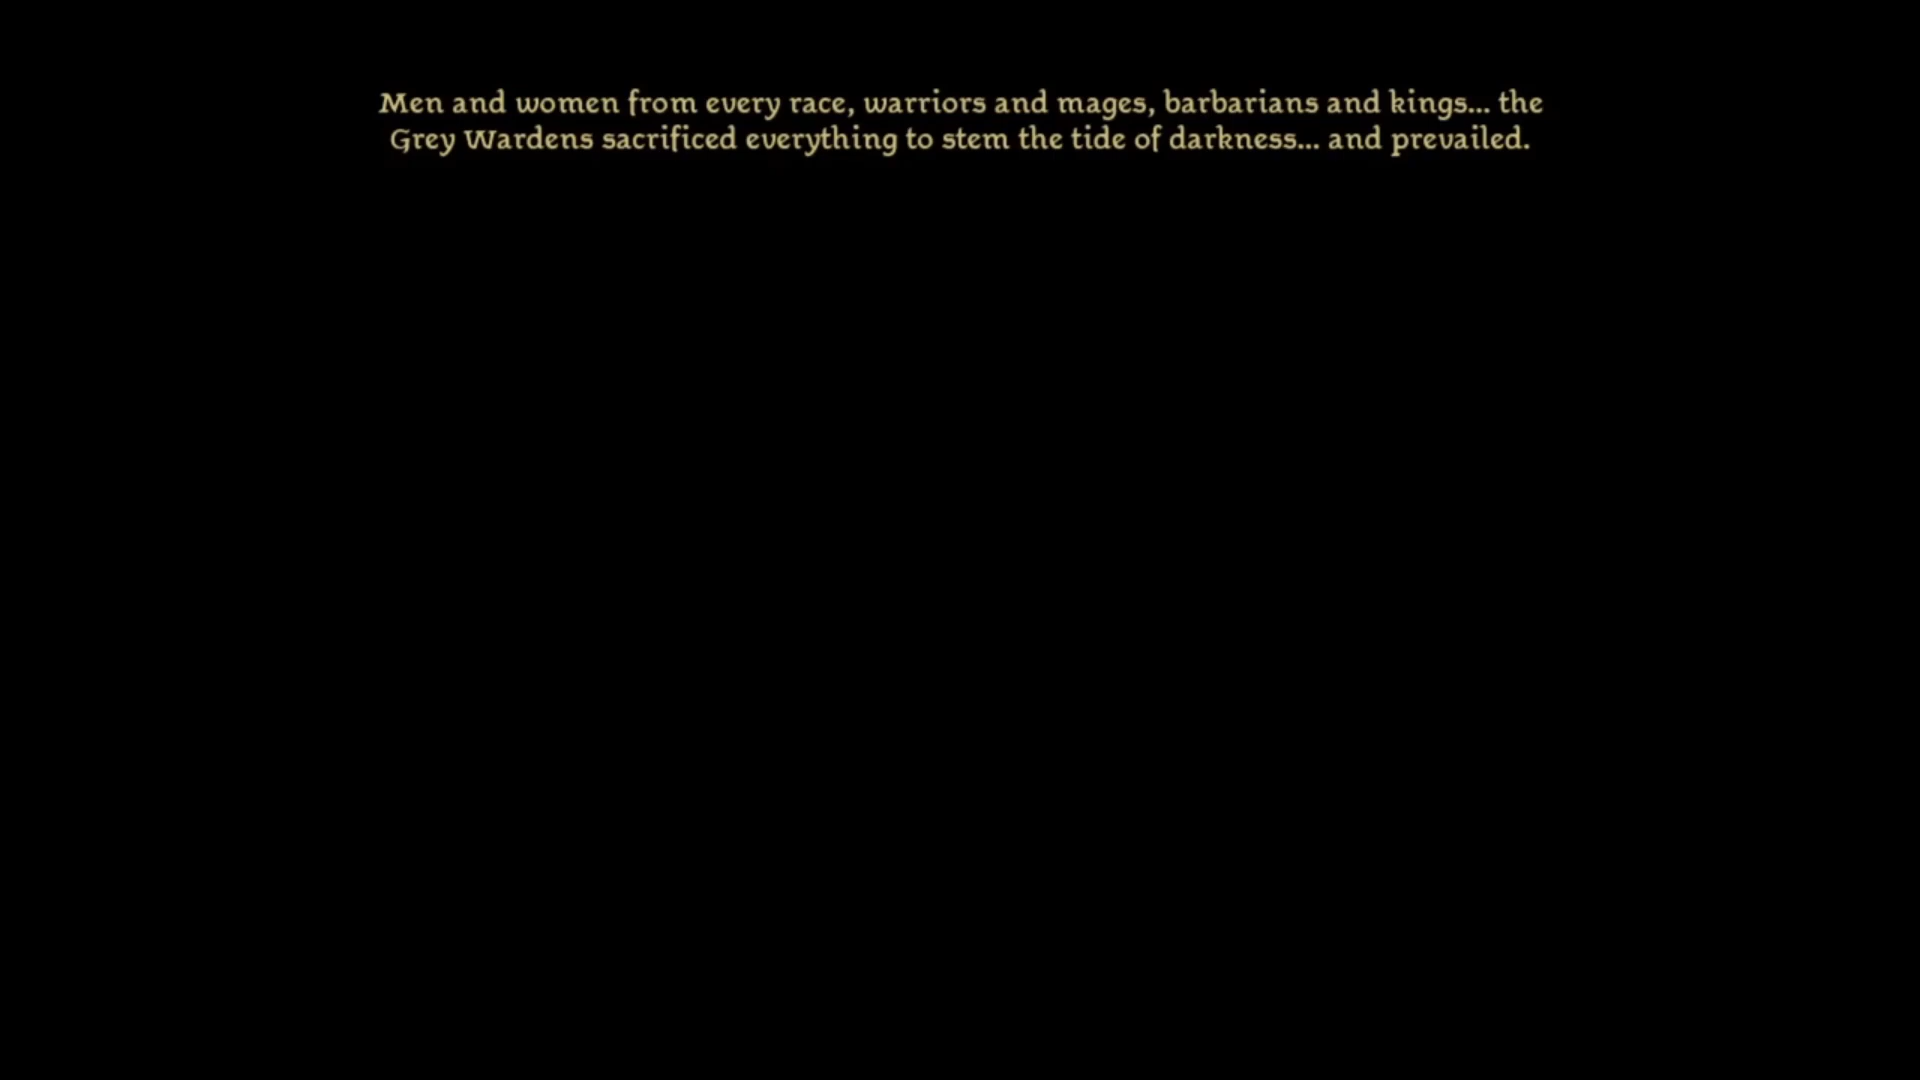 Men and women from every race, warriors and mages, barbarians and kings... the
Grey Wardens sacrificed everything to stem the tide of darkness... and prevailed.